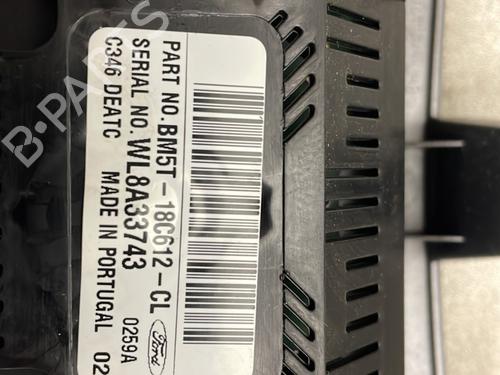 PART NO. BM5T-18C612-CL
SERIAL NO. WL8A33743 Ford
C346 DEATC MADE IN PORTUGAL 0259A
02
B-PARTS